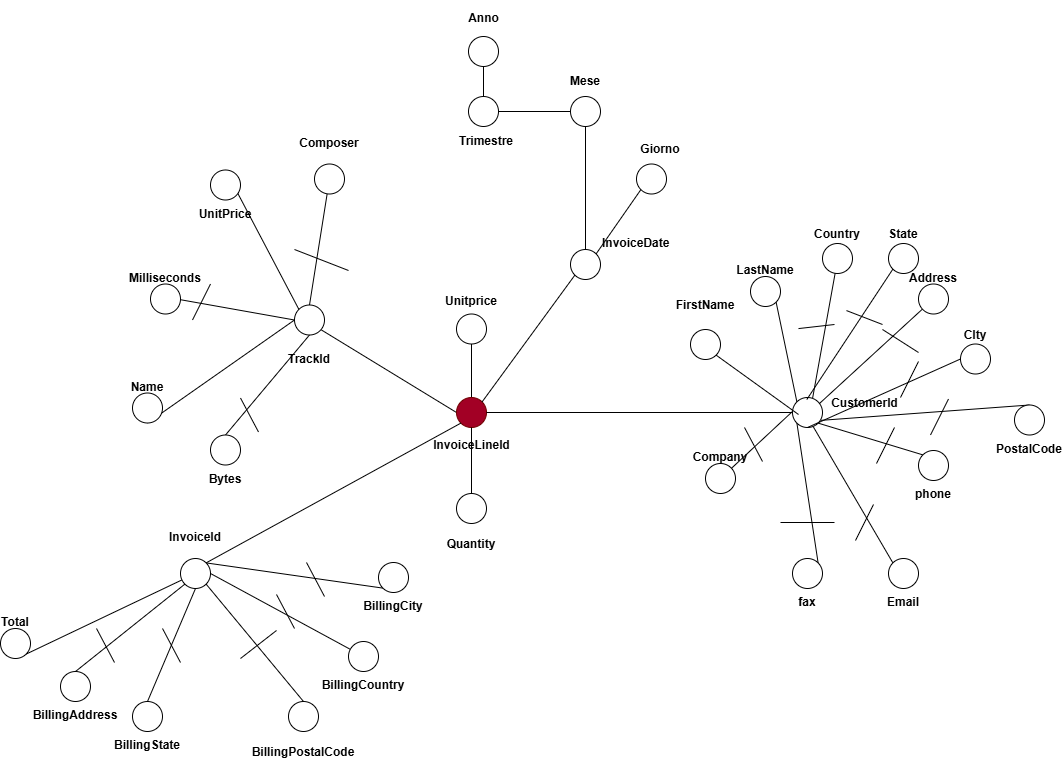 Anno
Mese
Trimestre
Composer
Giorno
UnitPrice
Country
State
InvoiceDate
LastName
Milliseconds
Address
Unitprice
FirstName
CIty
TrackId
Name
CustomerId
InvoiceLineId
PostalCode
Company
Bytes
phone
InvoiceId
Quantity
BillingCity
fax
Email
Total
BillingCountry
BillingAddress
BillingState
BillingPostalCode